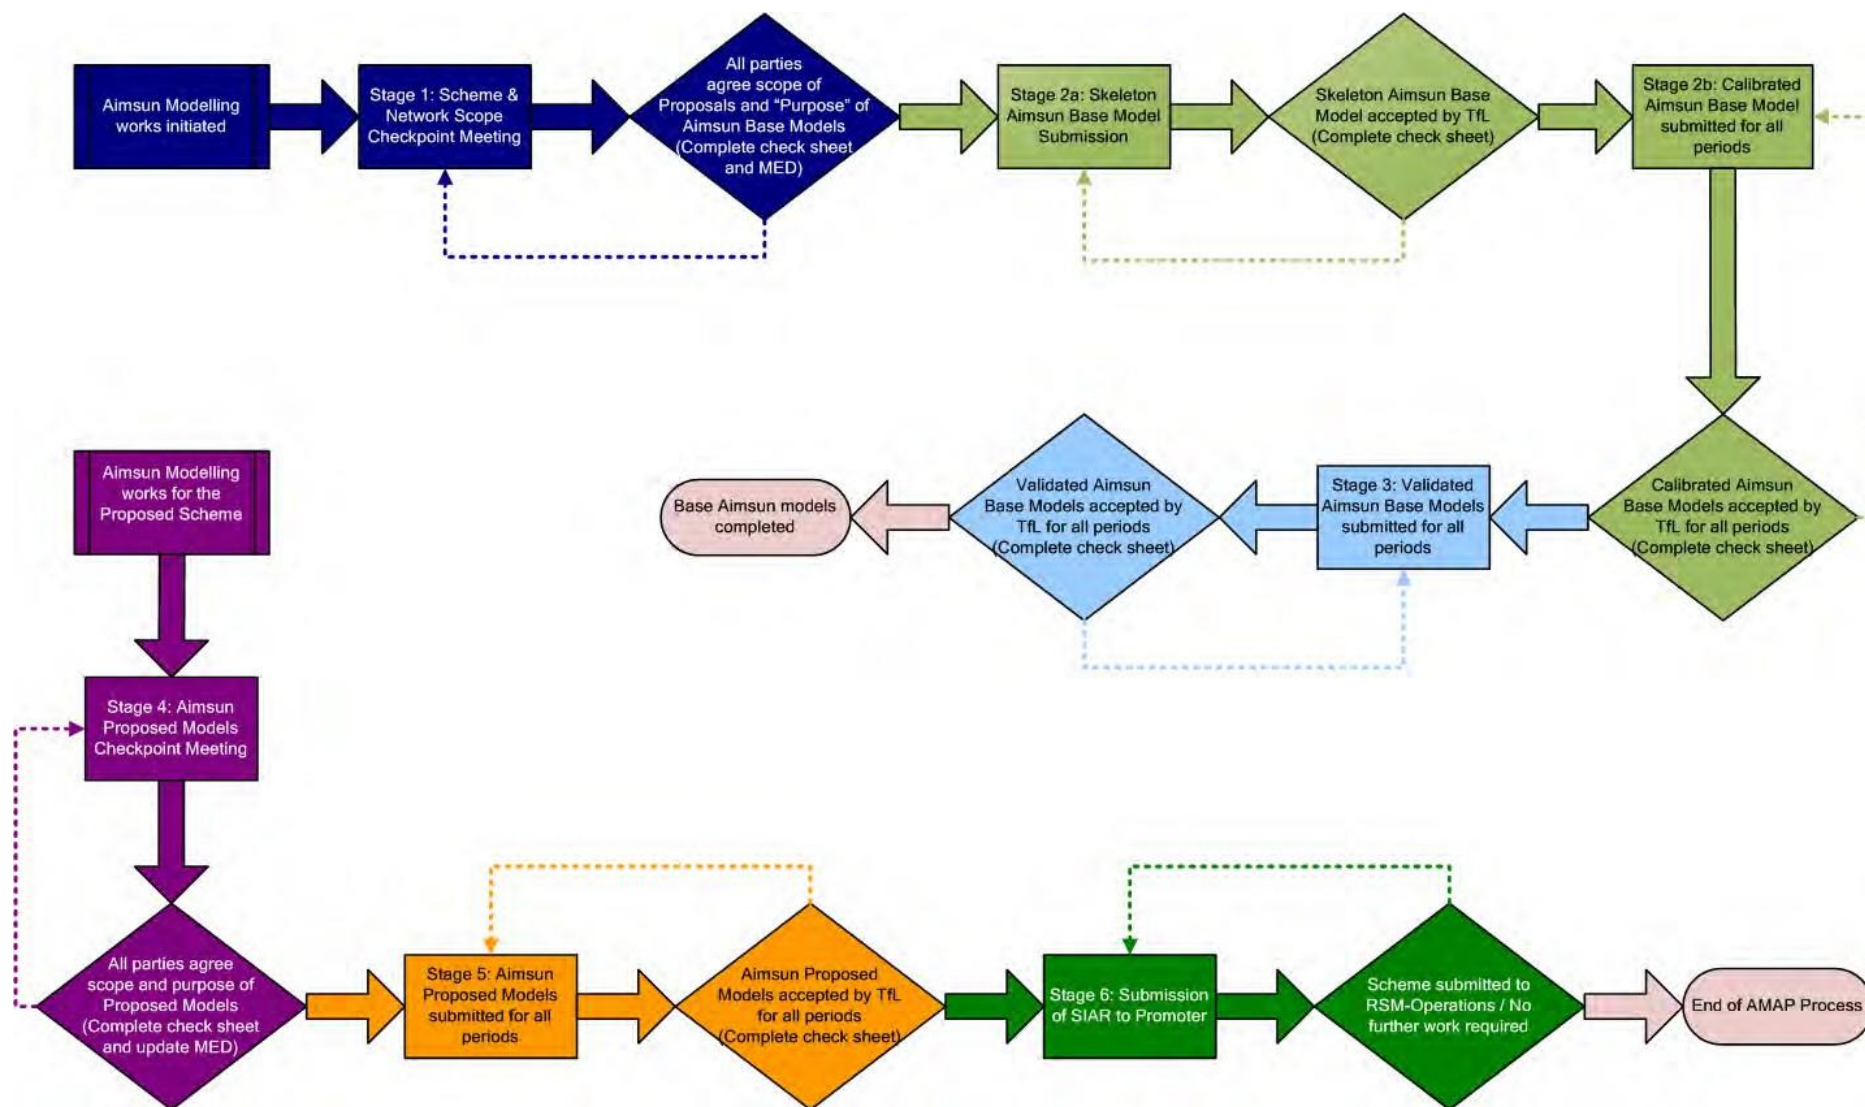 Aimsun Modelling
works initiated
Stage 1: Scheme &
Network Scope
Checkpoint Meeting
All parties
agree scope of
Proposals and “Purpose” of
Aimsun Base Models
(Complete check sheet
and MED)
Stage 2a: Skeleton
Aimsun Base Model
Submission
Skeleton Aimsun Base
Model accepted by TfL
(Complete check sheet)
Stage 2b: Calibrated
Aimsun Base Model
submitted for all
periods
Calibrated Aimsun
Base Models accepted by
TfL for all periods
(Complete check sheet)
Stage 3: Validated
Aimsun Base Models
submitted for all
periods
Validated Aimsun
Base Models accepted by
TfL for all periods
(Complete check sheet)
Base Aimsun models
completed
Aimsun Modelling
works for the
Proposed Scheme
Stage 4: Aimsun
Proposed Models
Checkpoint Meeting
All parties agree
scope and purpose of
Proposed Models
(Complete check sheet
and update MED)
Stage 5: Aimsun
Proposed Models
submitted for all
periods
Aimsun Proposed
Models accepted by TfL
for all periods
(Complete check sheet)
Stage 6: Submission
of SIAR to Promoter
Scheme submitted to
RSM-Operations / No
further work required
End of AMAP Process